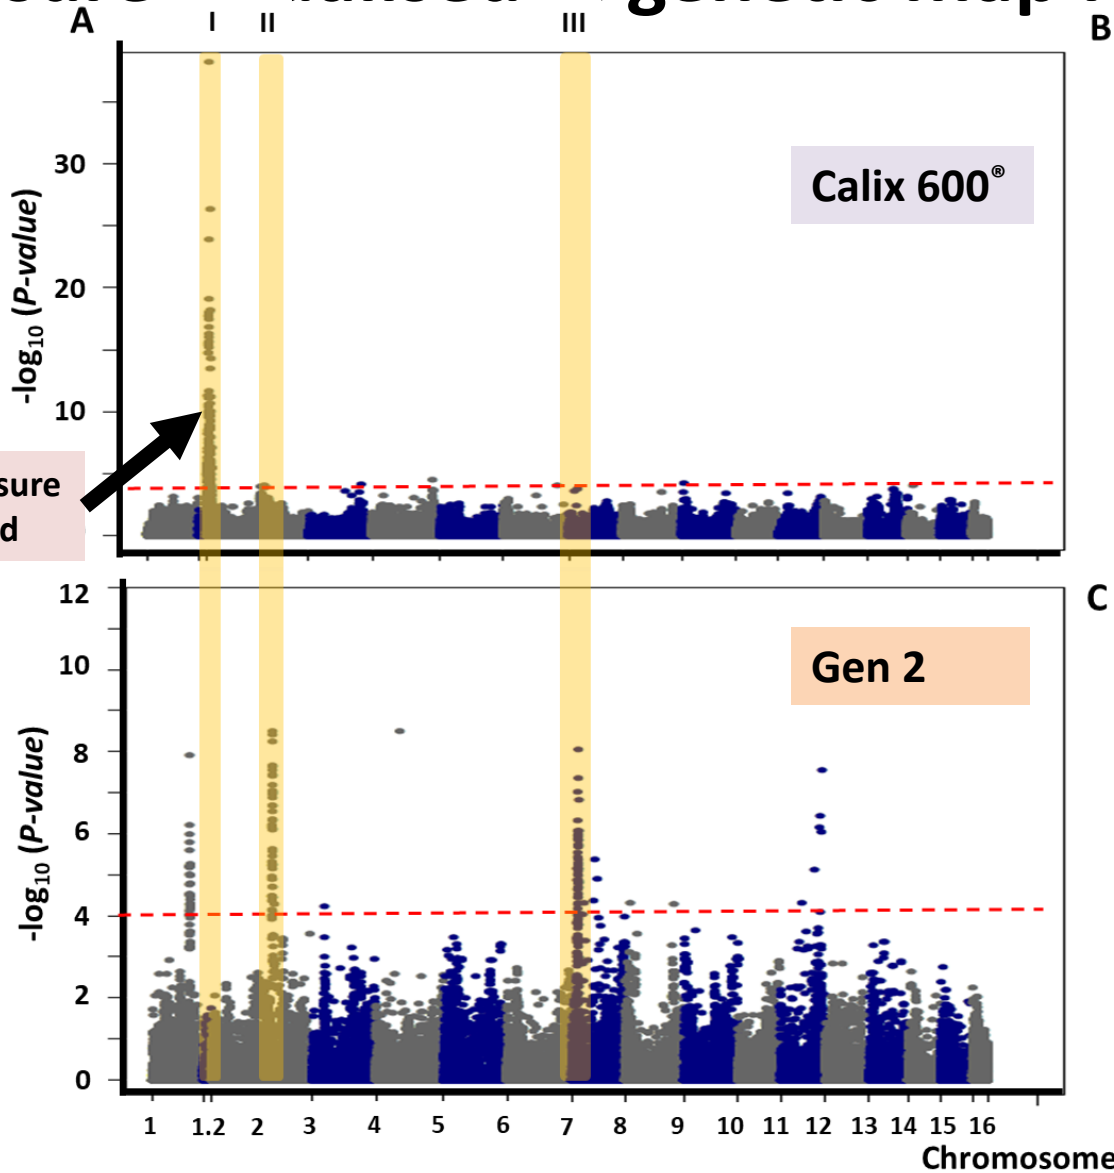 genetic map
A
I
II
III
B
Calix 600®
-log10 (P-value)
30
20
10
d
C
Gen 2
-log10 (P-value)
12
10
8
6
4
2
0
1 1.2 2 3 4 5 6 7 8 9 10 11 12 13 14 15 16
Chromosome